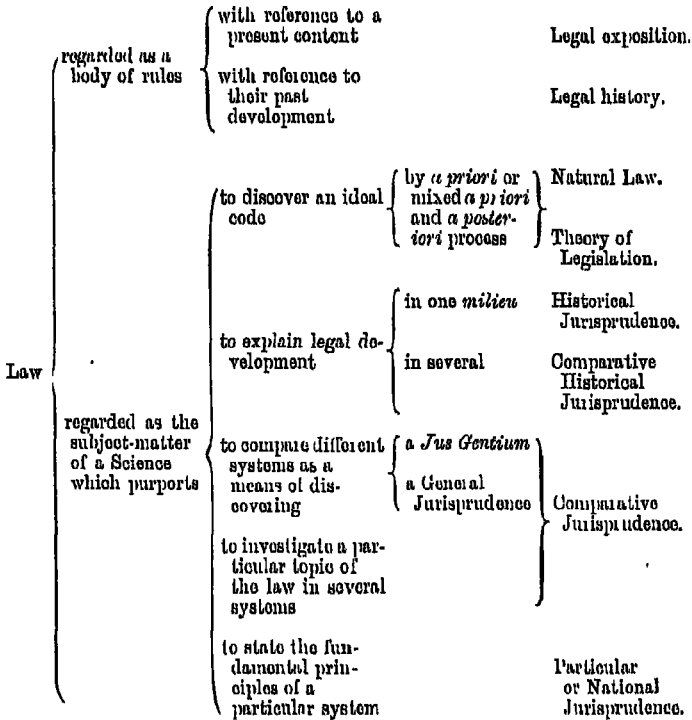 Law
regarded as a
body of rules
with reference to a
present content
Legal exposition.
with reference to
their past
development
Legal history.
regarded as the
subject-matter
of a Science
which purports
to discover an ideal
code
by a priori or
mixed a priori
and a poster-
iori process
Natural Law.
Theory of
Legislation.
to explain legal de-
velopment
in one milieu
Historical
Jurisprudence.
in several
Comparative
Historical
Jurisprudence.
to compare different
systems as a
means of dis-
covering
a Jus Gentium
a General
Jurisprudence
to investigate a par-
ticular topic of
the law in several
systems
Comparative
Jurisprudence.
to state the fun-
damental prin-
ciples of a
particular system
Particular
or National
Jurisprudence.